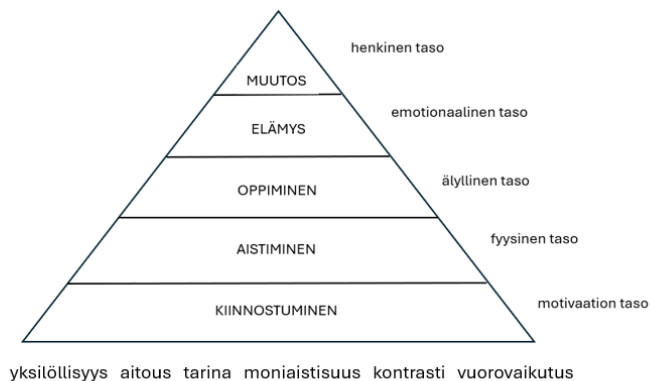 henkinen taso
MUUTOS
emotionaalinen taso
ELÄMYS
älyllinen taso
OPPIMINEN
fyysinen taso
AISTIMINEN
motivaation taso
KIINNOSTUMINEN
yksilöllisyys aitous tarina moniaistisuus kontrasti vuorovaikutus